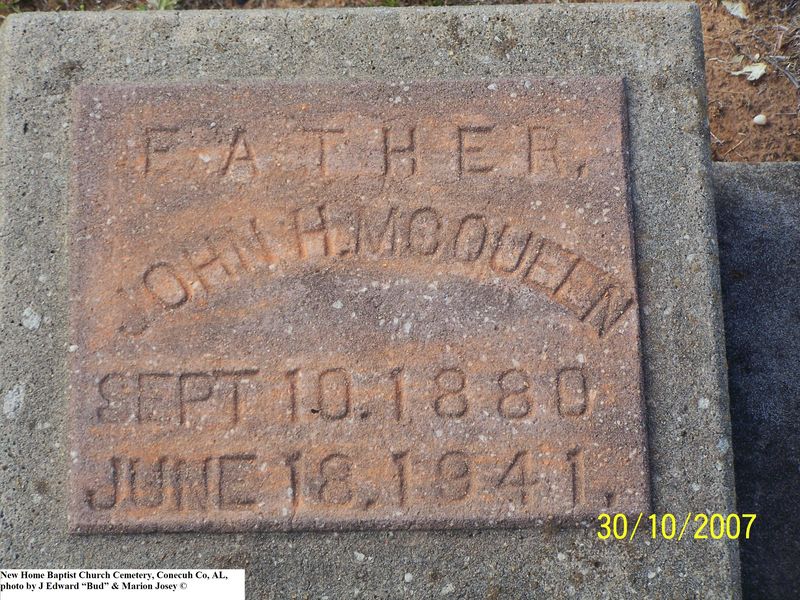 FATHER,
JOHN H. MCQUEEN
SEPT 10. 1880
JUNE 18, 1941,
30/10/2007
New Home Baptist Church Cemetery, Conecuh Co, AL,
photo by J Edward “Bud” & Marion Josey ©